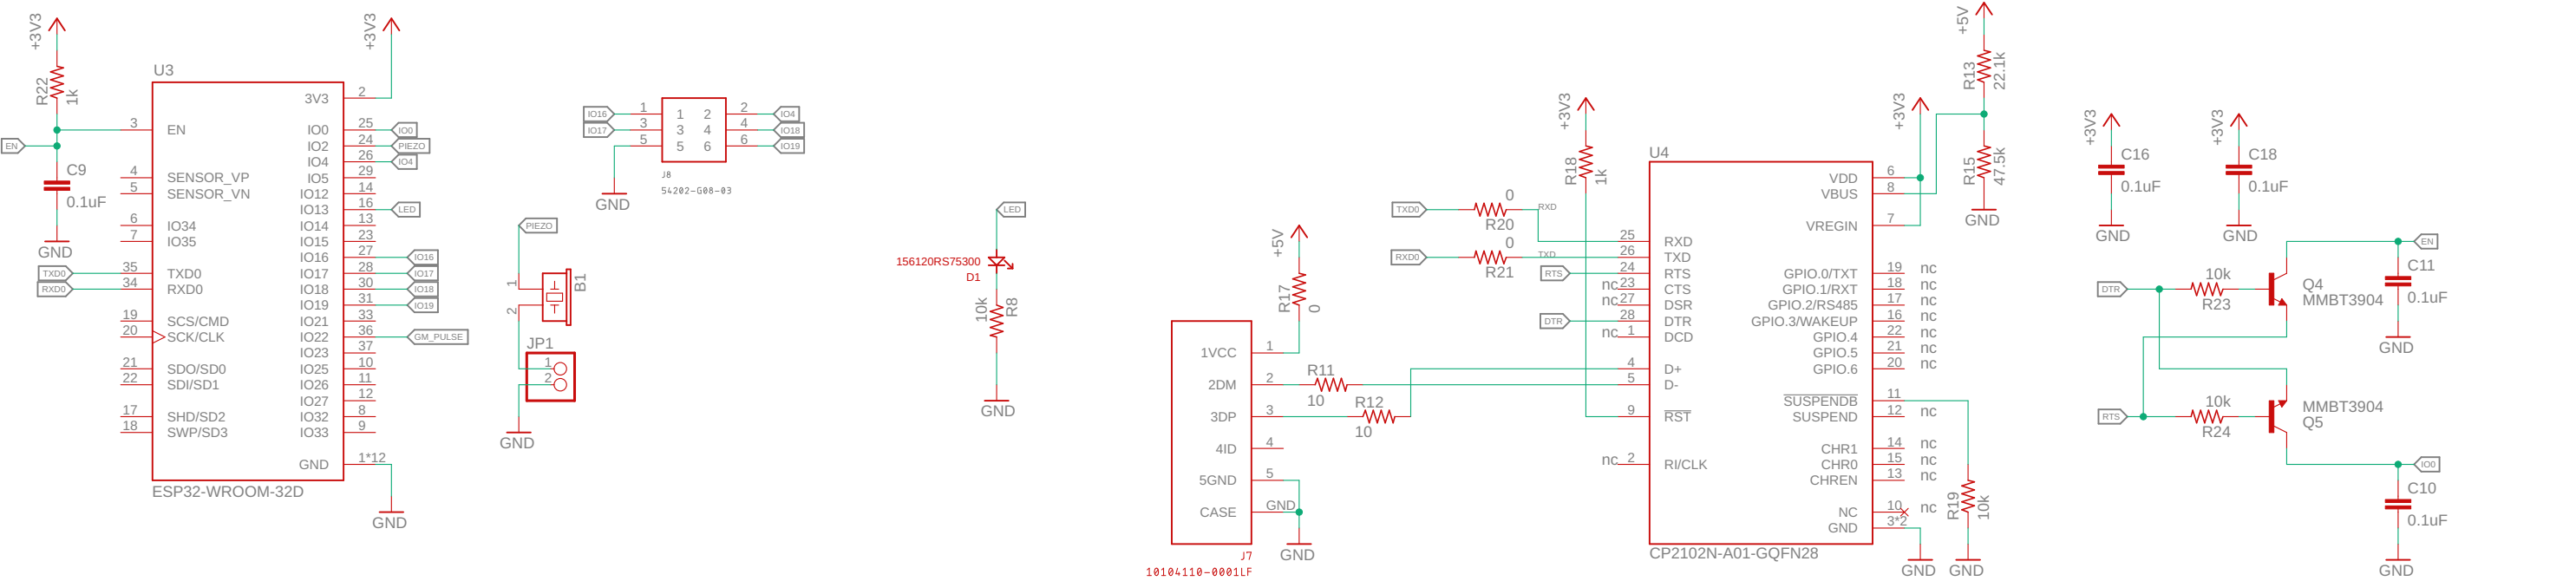 +3V3
R22
1k
EN
C9
0.1uF
GND
TXD0
RXD0
U3
+3V3
3 EN
4 SENSOR_VP
5 SENSOR_VN
6 IO34
7 IO35
35 TXD0
34 RXD0
19 SCS/CMD
20 SCK/CLK
21 SDO/SD0
22 SDI/SD1
17 SHD/SD2
18 SWP/SD3
3V3 2
IO0 25 IO0
IO2 24 PIEZO
IO4 26 IO4
IO5 29
IO12 14
IO13 16 LED
IO14 13
IO15 23
IO16 27 IO16
IO17 28 IO17
IO18 30 IO18
IO19 31 IO19
IO21 33
IO22 36 GM_PULSE
IO23 37
IO25 10
IO26 11
IO27 12
IO32 8
IO33 9
GND 1*12
ESP32-WROOM-32D
GND
IO16 1 1 2 2 IO4
IO17 3 3 4 4 IO18
5 5 6 6 IO19
J8
54202-G08-03
GND
PIEZO
1
2
B1
JP1
1
2
GND
LED
156120RS75300
D1
10k
R8
GND
+5V
R17
0
1VCC 1
2DM 2
3DP 3
4ID 4
5GND 5
CASE GND
J7
10104110-0001LF
GND
R11
10
R12
10
+3V3
R18
1k
TXD0 0 R20 RXD
RXD0 0 R21 TXD
RTS
DTR
U4
25 RXD
26 TXD
24 RTS
nc 23 CTS
nc 27 DSR
28 DTR
nc 1 DCD
4 D+
5 D-
9 RST
nc 2 RI/CLK
VDD 6
VBUS 8
VREGIN 7
GPIO.0/TXT 19 nc
GPIO.1/RXT 18 nc
GPIO.2/RS485 17 nc
GPIO.3/WAKEUP 16 nc
GPIO.4 22 nc
GPIO.5 21 nc
GPIO.6 20 nc
SUSPENDB 11
SUSPEND 12 nc
CHR1 14 nc
CHR0 15 nc
CHREN 13 nc
NC 10 nc
GND 3*2
CP2102N-A01-GQFN28
+3V3
+5V
R13
22.1k
R15
47.5k
GND
R19
10k
GND
GND
+3V3
C16
0.1uF
GND
+3V3
C18
0.1uF
GND
EN
DTR
10k
R23
Q4
MMBT3904
C11
0.1uF
GND
RTS
10k
R24
MMBT3904
Q5
IO0
C10
0.1uF
GND